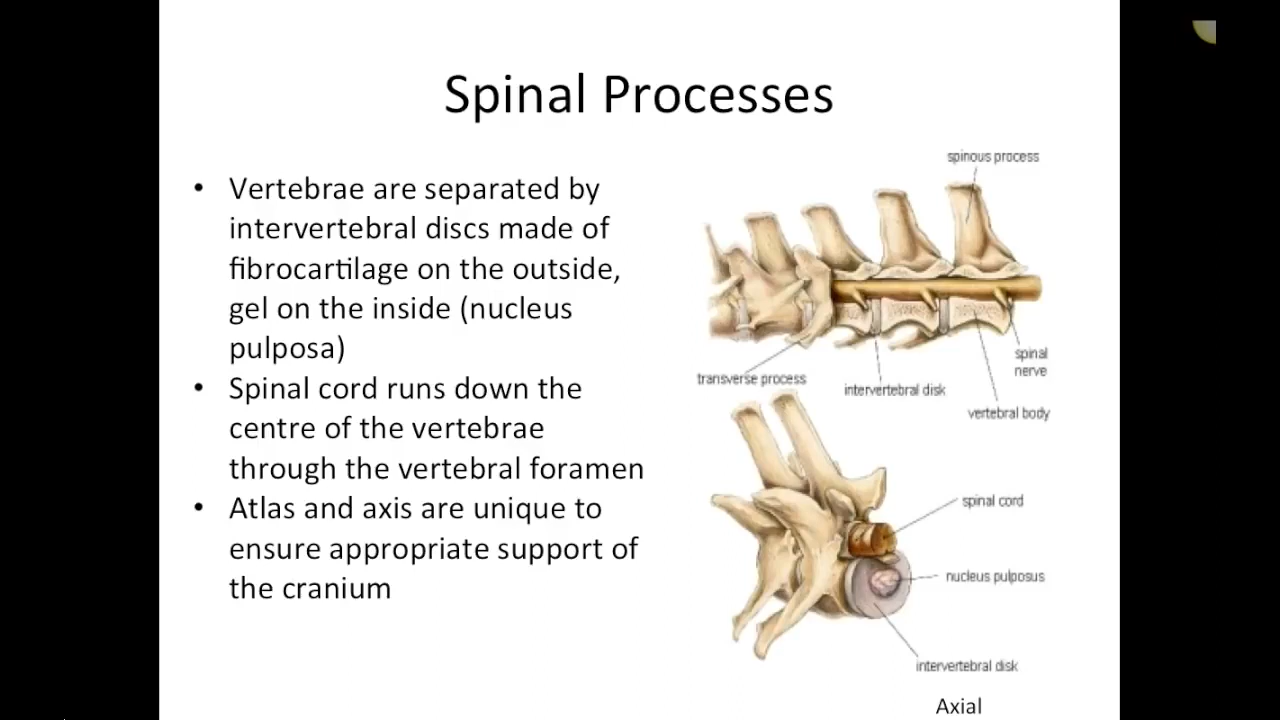 Spinal Processes
• Vertebrae are separated by
intervertebral discs made of
fibrocartilage on the outside,
gel on the inside (nucleus
pulposa)
• Spinal cord runs down the
centre of the vertebrae
through the vertebral foramen
• Atlas and axis are unique to
ensure appropriate support of
the cranium
spinous process
transverse process
intervertebral disk
spinal
nerve
vertebral body
spinal cord
nucleus pulposus
intervertebral disk
Axial